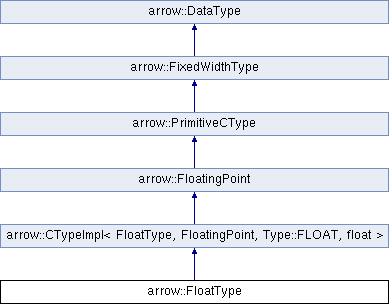 arrow::DataType
arrow::FixedWidthType
arrow::PrimitiveCType
arrow::FloatingPoint
arrow::CTypeImpl< FloatType, FloatingPoint, Type::FLOAT, float >
arrow::FloatType